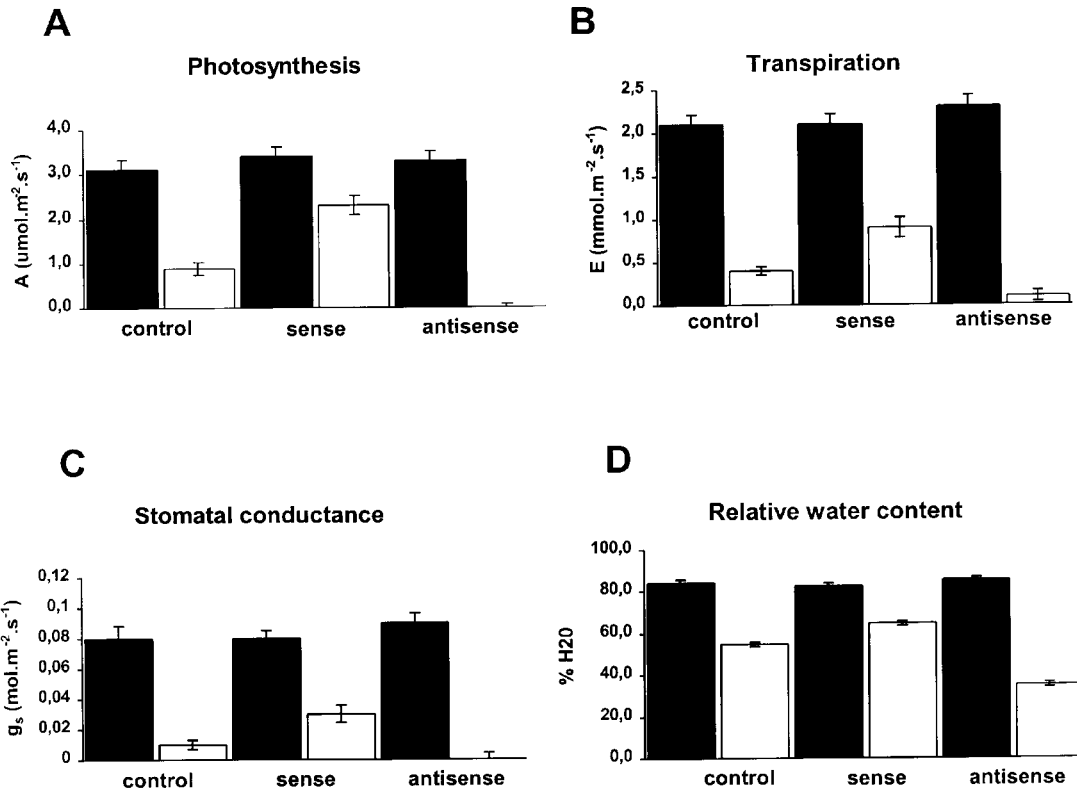 A
Photosynthesis
A (umol.m-2.s-1)
4,0
3,0
2,0
1,0
0,0
control sense antisense
B
Transpiration
E (mmol.m-2.s-1)
2,5
2,0
1,5
1,0
0,5
0,0
control sense antisense
C
Stomatal conductance
gs (mol.m-2.s-1)
0,12
0,1
0,08
0,06
0,04
0,02
0
control sense antisense
D
Relative water content
% H20
100,0
80,0
60,0
40,0
20,0
0,0
control sense antisense